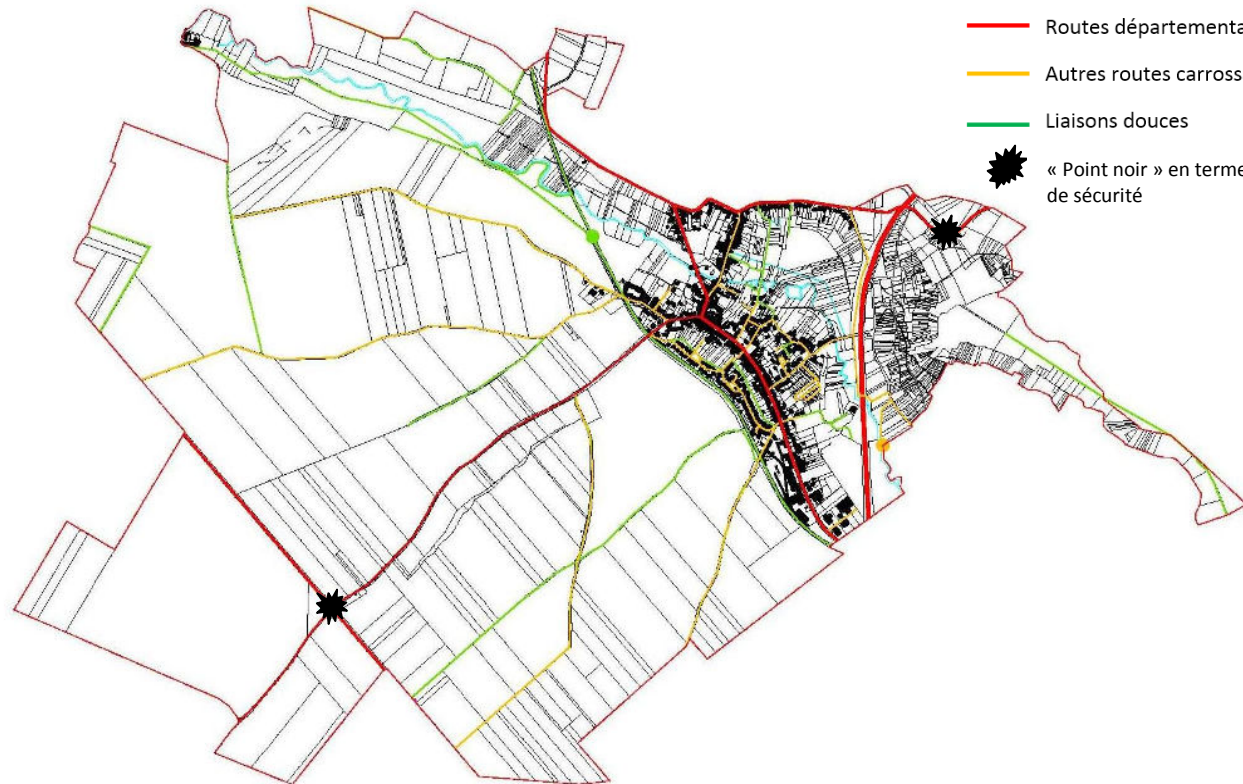 Routes départementa
Autres routes carross
Liaisons douces
« Point noir » en terme
de sécurité